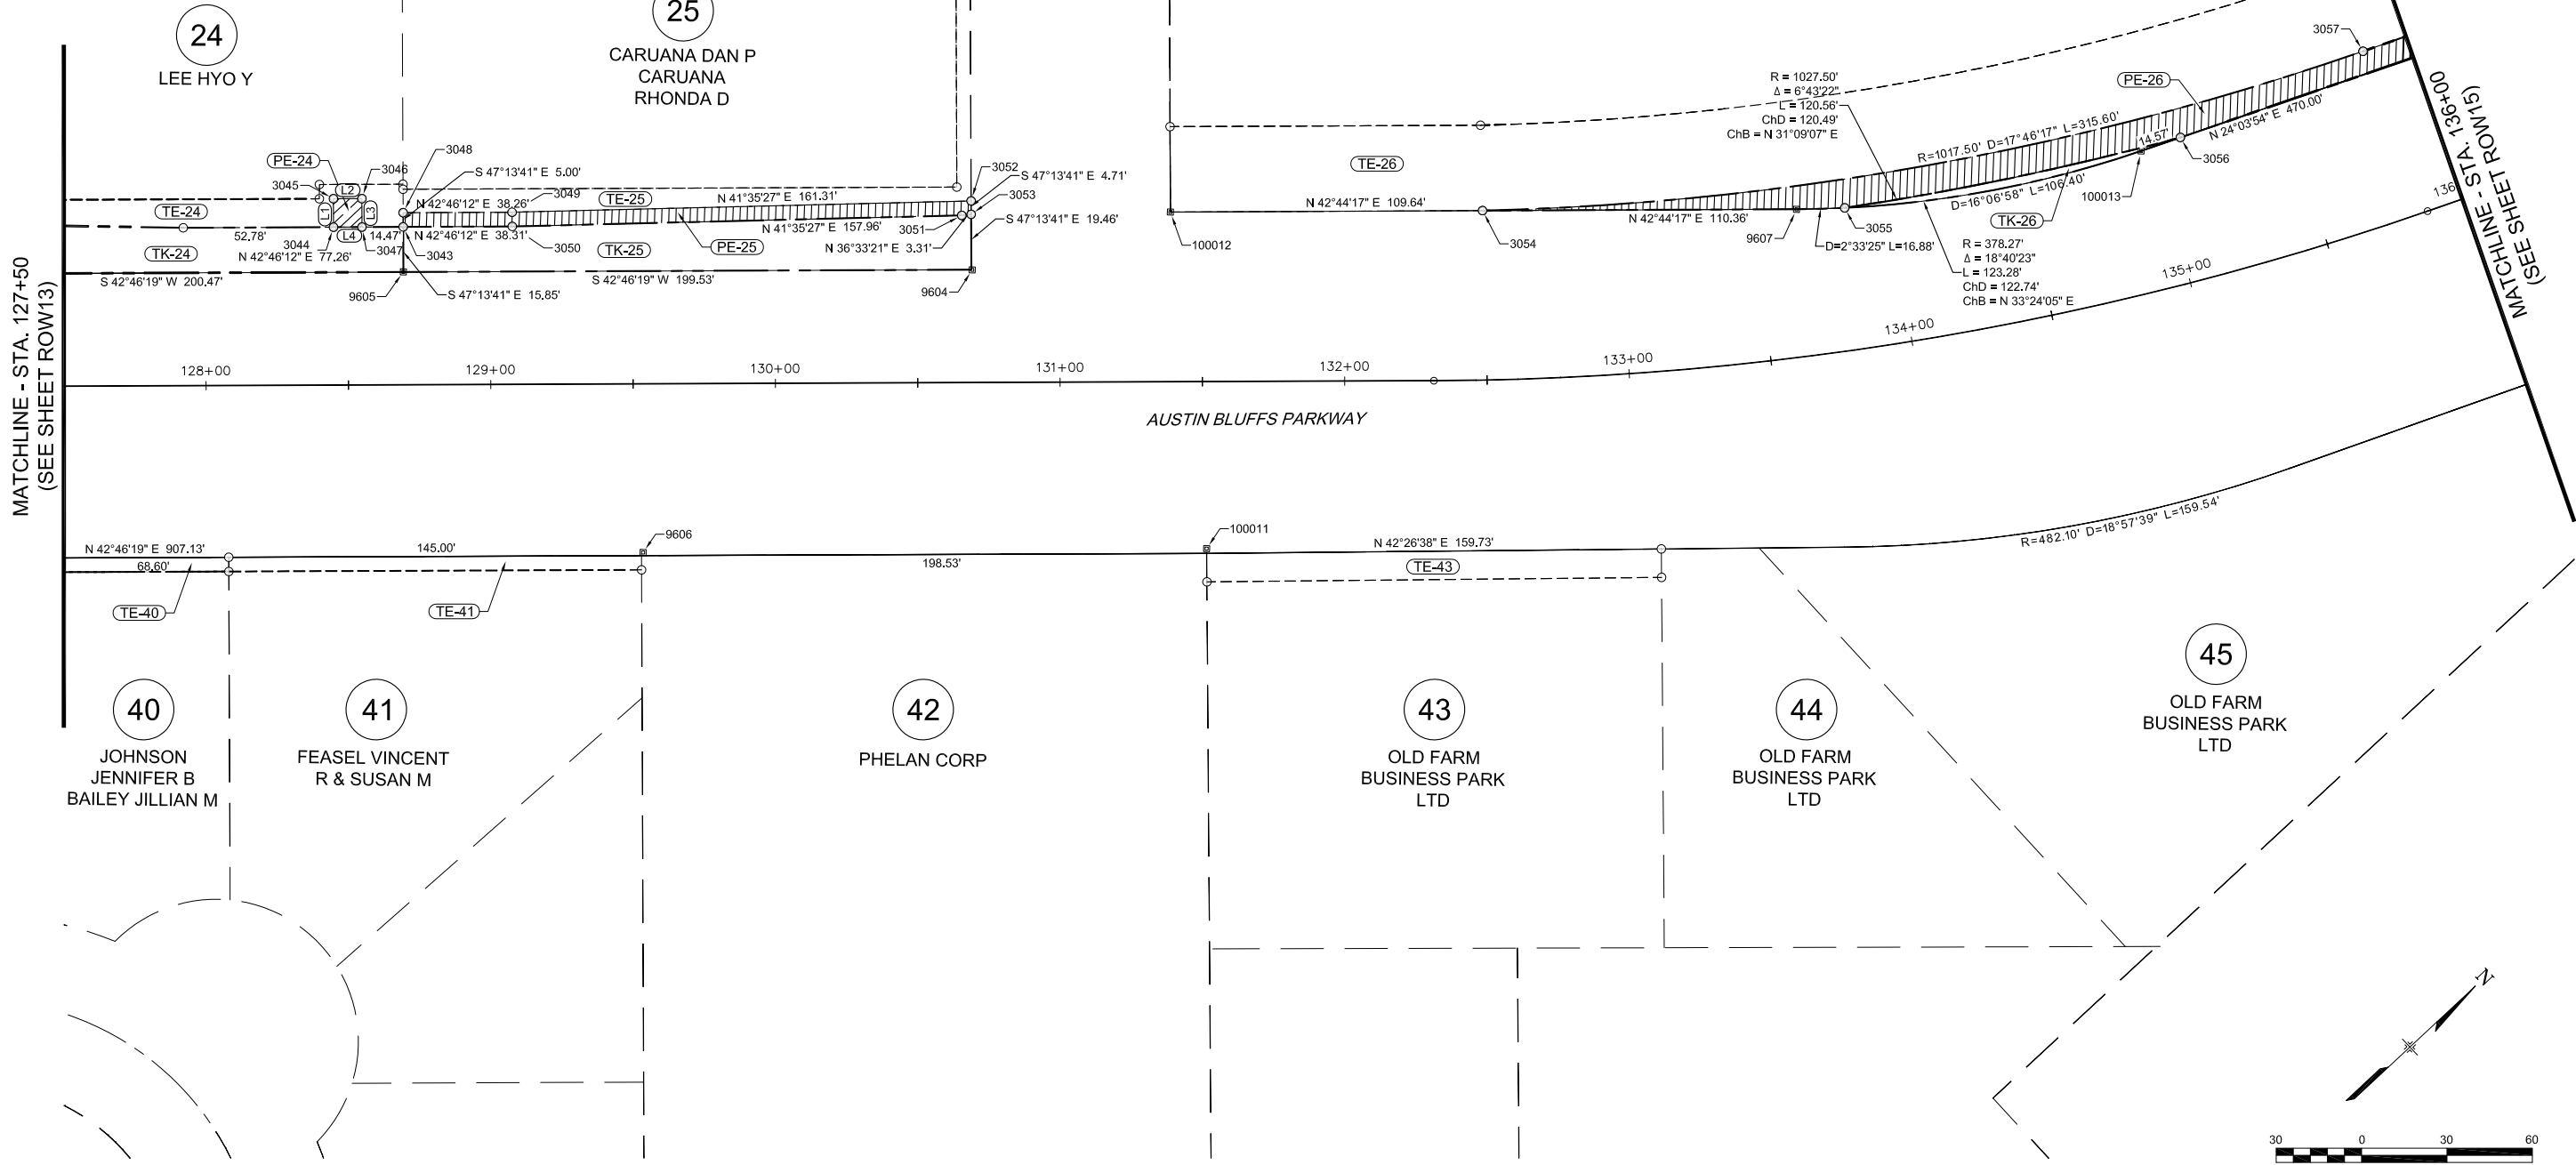 24
LEE HYO Y
25
CARUANA DAN P
CARUANA
RHONDA D
MATCHLINE - STA. 127+50
(SEE SHEET ROW13)
PE-24
3045
3046
3048
L1
L2
L3
L4
TE-24
52.78'
3044
14.47'
3047
3043
TK-24
N 42°46'12" E 77.26'
S 42°46'19" W 200.47'
9605
S 47°13'41" E 15.85'
S 47°13'41" E 5.00'
N 42°46'12" E 38.26'
3049
TE-25
N 41°35'27" E 161.31'
N 42°46'12" E 38.31'
3050
TK-25
PE-25
N 41°35'27" E 157.96'
3051
N 36°33'21" E 3.31'
S 42°46'19" W 199.53'
9604
3052
S 47°13'41" E 4.71'
3053
S 47°13'41" E 19.46'
100012
TE-26
N 42°44'17" E 109.64'
3054
N 42°44'17" E 110.36'
9607
3055
D=2°33'25" L=16.88'
R = 1027.50'
Δ = 6°43'22"
L = 120.56'
ChD = 120.49'
ChB = N 31°09'07" E
R=1017.50' D=17°46'17" L=315.60'
D=16°06'58" L=106.40'
R = 378.27'
Δ = 18°40'23"
L = 123.28'
ChD = 122.74'
ChB = N 33°24'05" E
TK-26
100013
14.57'
3056
PE-26
N 24°03'54" E 470.00'
3057
MATCHLINE - STA. 136+00
(SEE SHEET ROW15)
128+00
129+00
130+00
131+00
132+00
133+00
134+00
135+00
136
AUSTIN BLUFFS PARKWAY
N 42°46'19" E 907.13'
68.60'
145.00'
9606
198.53'
100011
N 42°26'38" E 159.73'
TE-43
R=482.10' D=18°57'39" L=159.54'
TE-40
TE-41
40
JOHNSON
JENNIFER B
BAILEY JILLIAN M
41
FEASEL VINCENT
R & SUSAN M
42
PHELAN CORP
43
OLD FARM
BUSINESS PARK
LTD
44
OLD FARM
BUSINESS PARK
LTD
45
OLD FARM
BUSINESS PARK
LTD
N
30 0 30 60